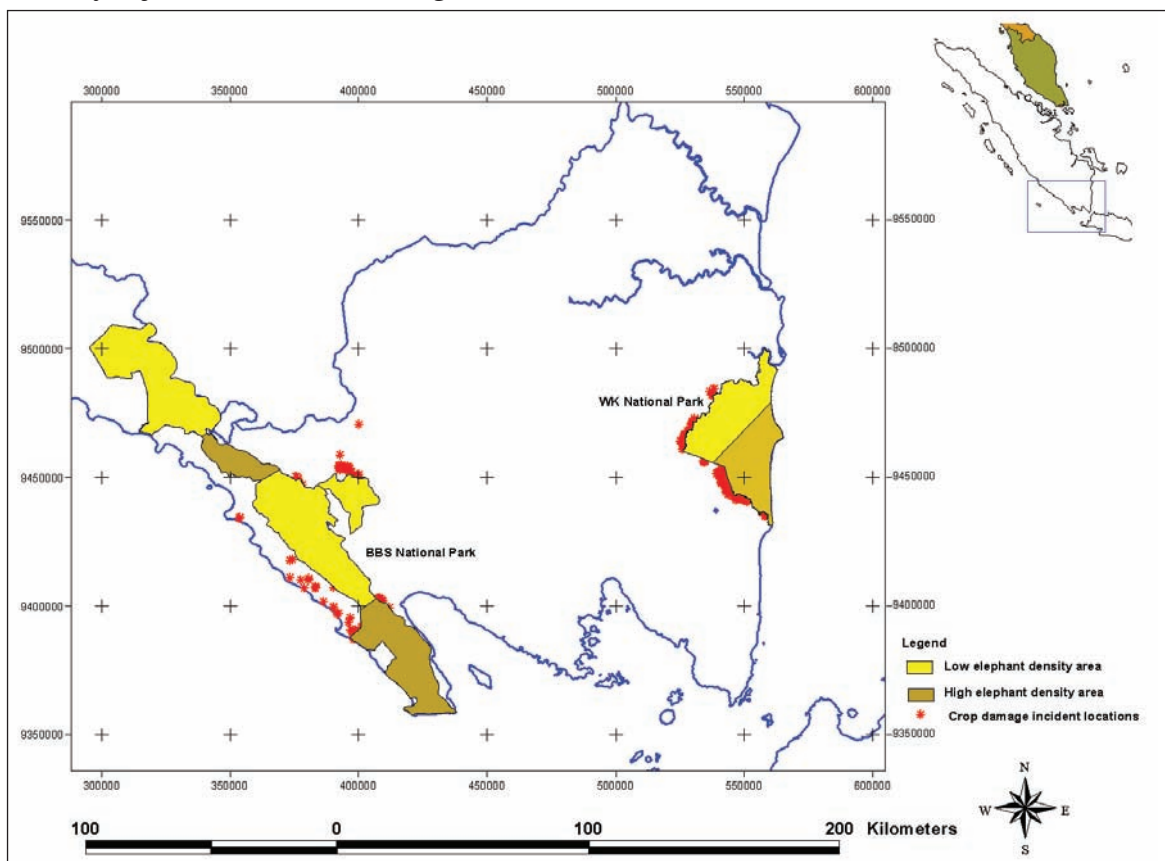 300000 350000 400000 450000 500000 550000 600000
9550000 9550000
9500000 9500000
WK National Park
9450000 9450000
BBS National Park
9400000 9400000
Legend
Low elephant density area
High elephant density area
Crop damage incident locations
9350000 9350000
300000 350000 400000 450000 500000 550000 600000
N
W E
S
100 0 100 200 Kilometers